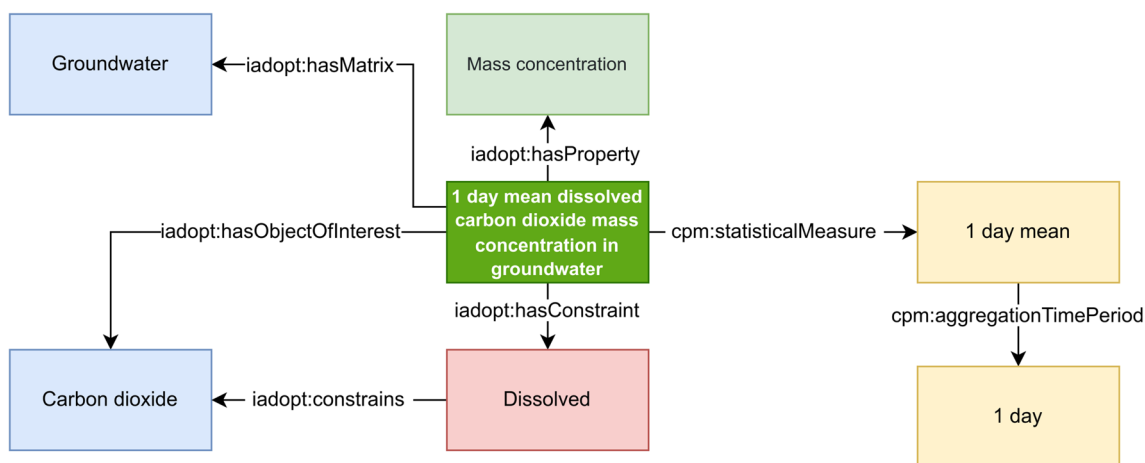 Groundwater
iadopt:hasMatrix
Mass concentration
iadopt:hasProperty
1 day mean dissolved
carbon dioxide mass
concentration in
groundwater
iadopt:hasObjectOfInterest
cpm:statisticalMeasure
1 day mean
iadopt:hasConstraint
cpm:aggregationTimePeriod
Carbon dioxide
iadopt:constrains
Dissolved
1 day